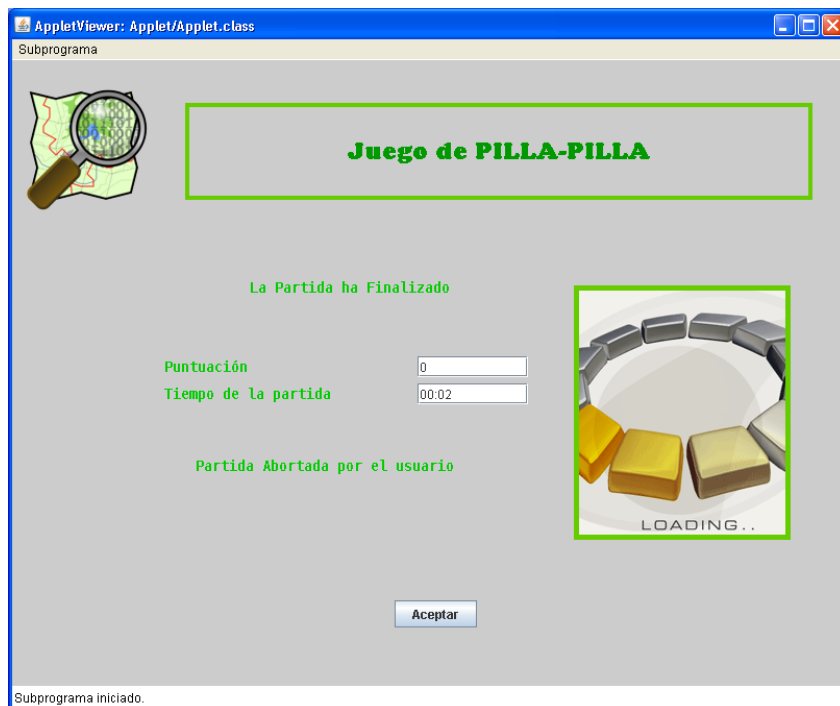 AppletViewer: Applet/Applet.class
Subprograma
Juego de PILLA-PILLA
La Partida ha Finalizado
Puntuación 0
Tiempo de la partida 00:02
Partida Abortada por el usuario
LOADING..
Aceptar
Subprograma iniciado.